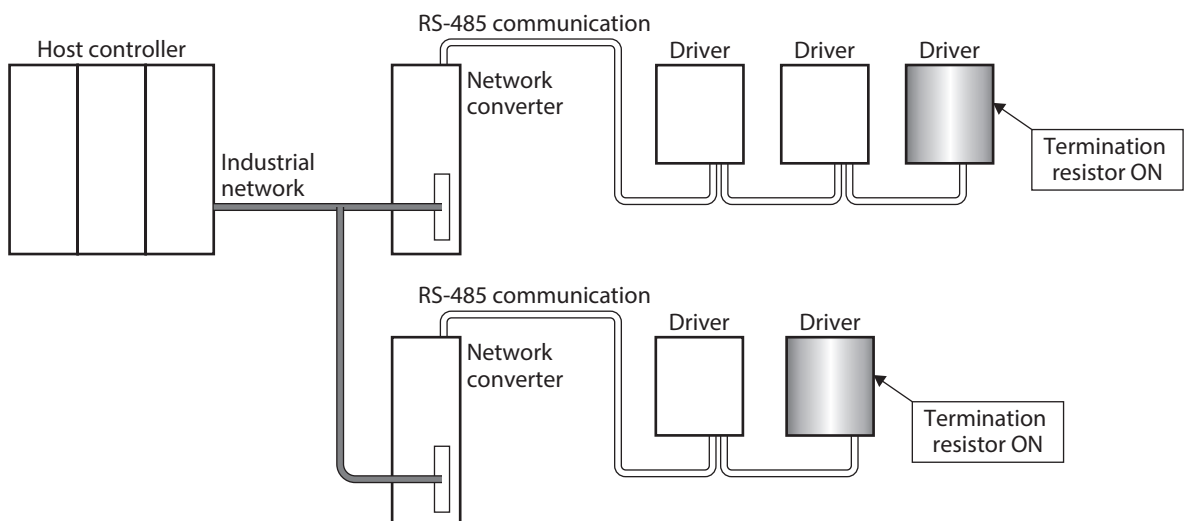 RS-485 communication
Host controller
Driver
Driver
Driver
Network
converter
Termination
resistor ON
Industrial
network
RS-485 communication
Driver
Driver
Network
converter
Termination
resistor ON